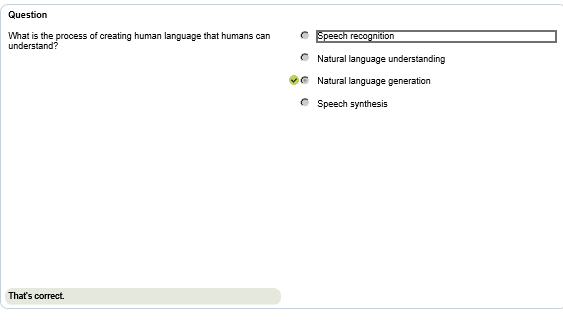 Question
What is the process of creating human language that humans can
understand?
Speech recognition
Natural language understanding
Natural language generation
Speech synthesis
That's correct.